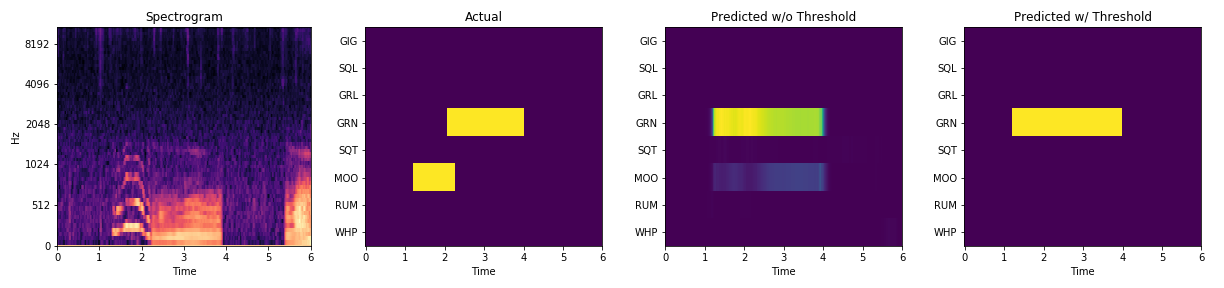 Spectrogram
Hz
8192
4096
2048
1024
512
0
0 1 2 3 4 5 6
Time
Actual
GIG
SQL
GRL
GRN
SQT
MOO
RUM
WHP
0 1 2 3 4 5 6
Time
Predicted w/o Threshold
GIG
SQL
GRL
GRN
SQT
MOO
RUM
WHP
0 1 2 3 4 5 6
Time
Predicted w/ Threshold
GIG
SQL
GRL
GRN
SQT
MOO
RUM
WHP
0 1 2 3 4 5 6
Time